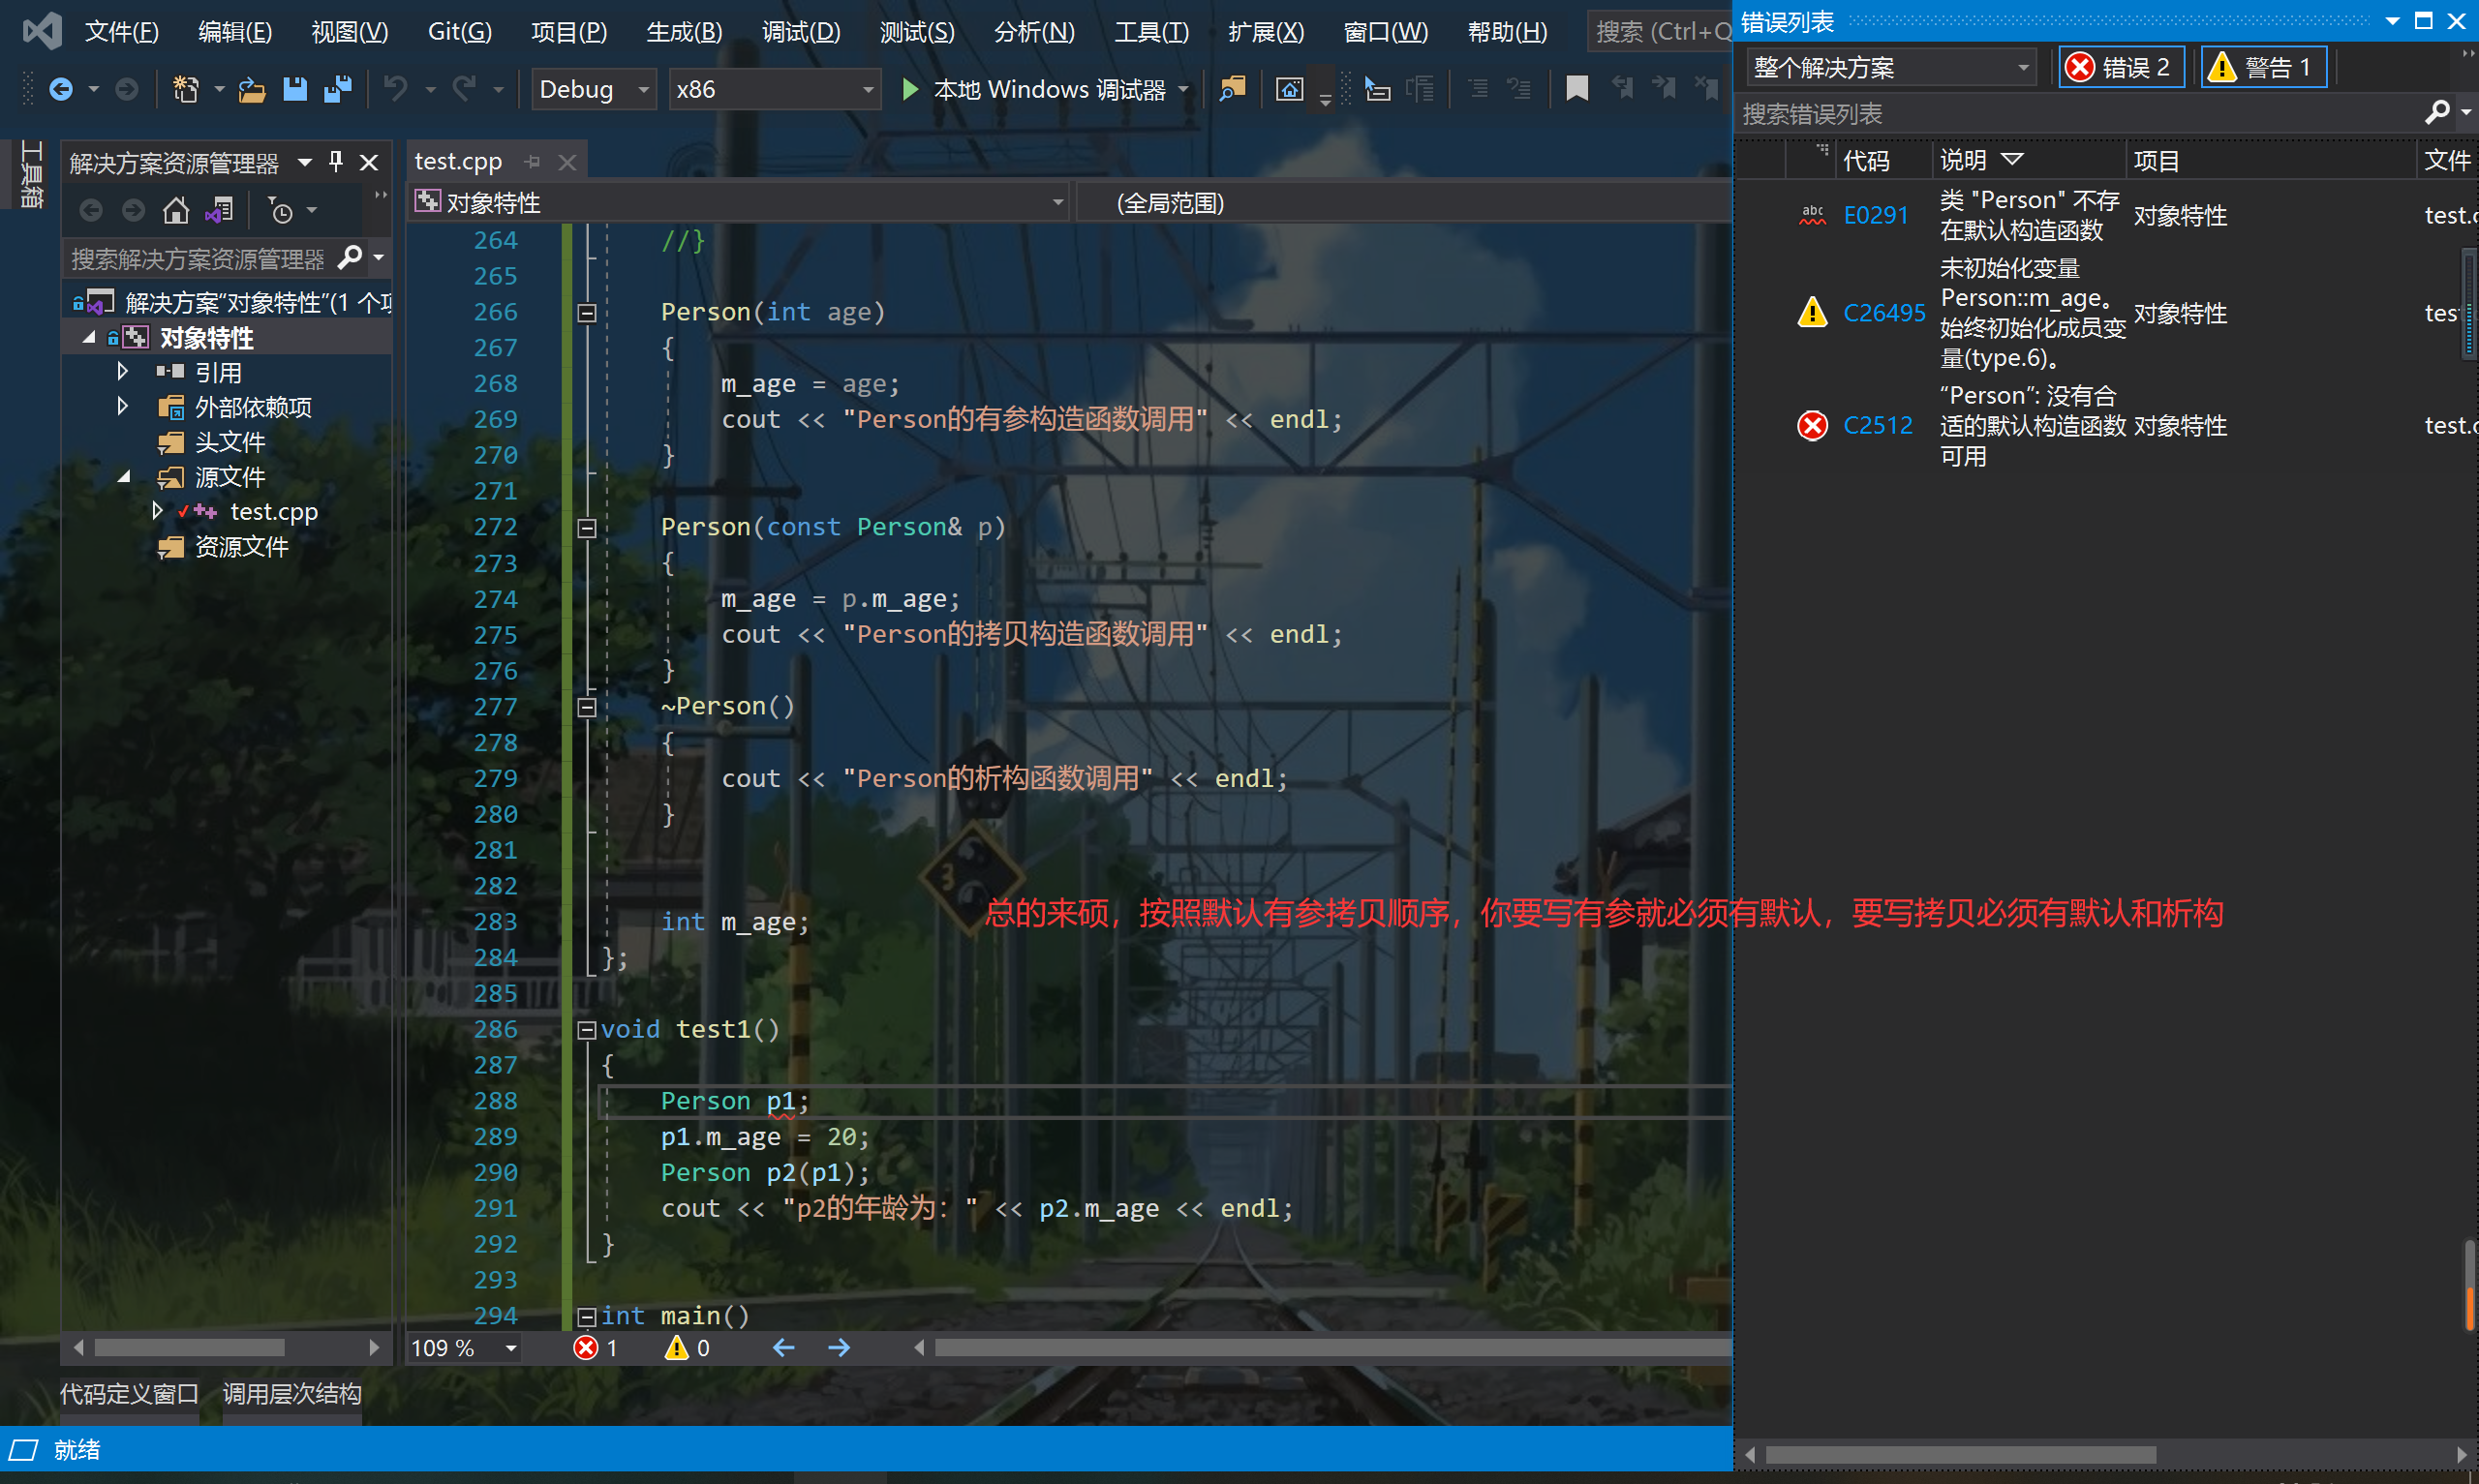 文件(F) 编辑(E) 视图(V) Git(G) 项目(P) 生成(B) 调试(D) 测试(S) 分析(N) 工具(T) 扩展(X) 窗口(W) 帮助(H) 搜索 (Ctrl+Q
Debug x86 本地 Windows 调试器
工具箱
解决方案资源管理器
搜索解决方案资源管理器
解决方案“对象特性”(1 个项
对象特性
引用
外部依赖项
头文件
源文件
test.cpp
资源文件
test.cpp
对象特性 (全局范围)
264 //}
265
266 Person(int age)
267 {
268 m_age = age;
269 cout << "Person的有参构造函数调用" << endl;
270 }
271
272 Person(const Person& p)
273 {
274 m_age = p.m_age;
275 cout << "Person的拷贝构造函数调用" << endl;
276 }
277 ~Person()
278 {
279 cout << "Person的析构函数调用" << endl;
280 }
281
282
283 int m_age;
284 };
285
286 void test1()
287 {
288 Person p1;
289 p1.m_age = 20;
290 Person p2(p1);
291 cout << "p2的年龄为：" << p2.m_age << endl;
292 }
293
294 int main()
总的来项，按照默认有参拷贝顺序，你要写有参就必须有默认，要写拷贝必须有默认和析构
109 % 1 0
代码定义窗口 调用层次结构
就绪
错误列表
整个解决方案 错误 2 警告 1
搜索错误列表
代码 说明 项目 文件
abc E0291 类 "Person" 不存
在默认构造函数 对象特性 test.c
C26495 未初始化变量
Person::m_age。
始终初始化成员变
量(type.6)。 对象特性 test
C2512 “Person”: 没有合
适的默认构造函数
可用 对象特性 test.c